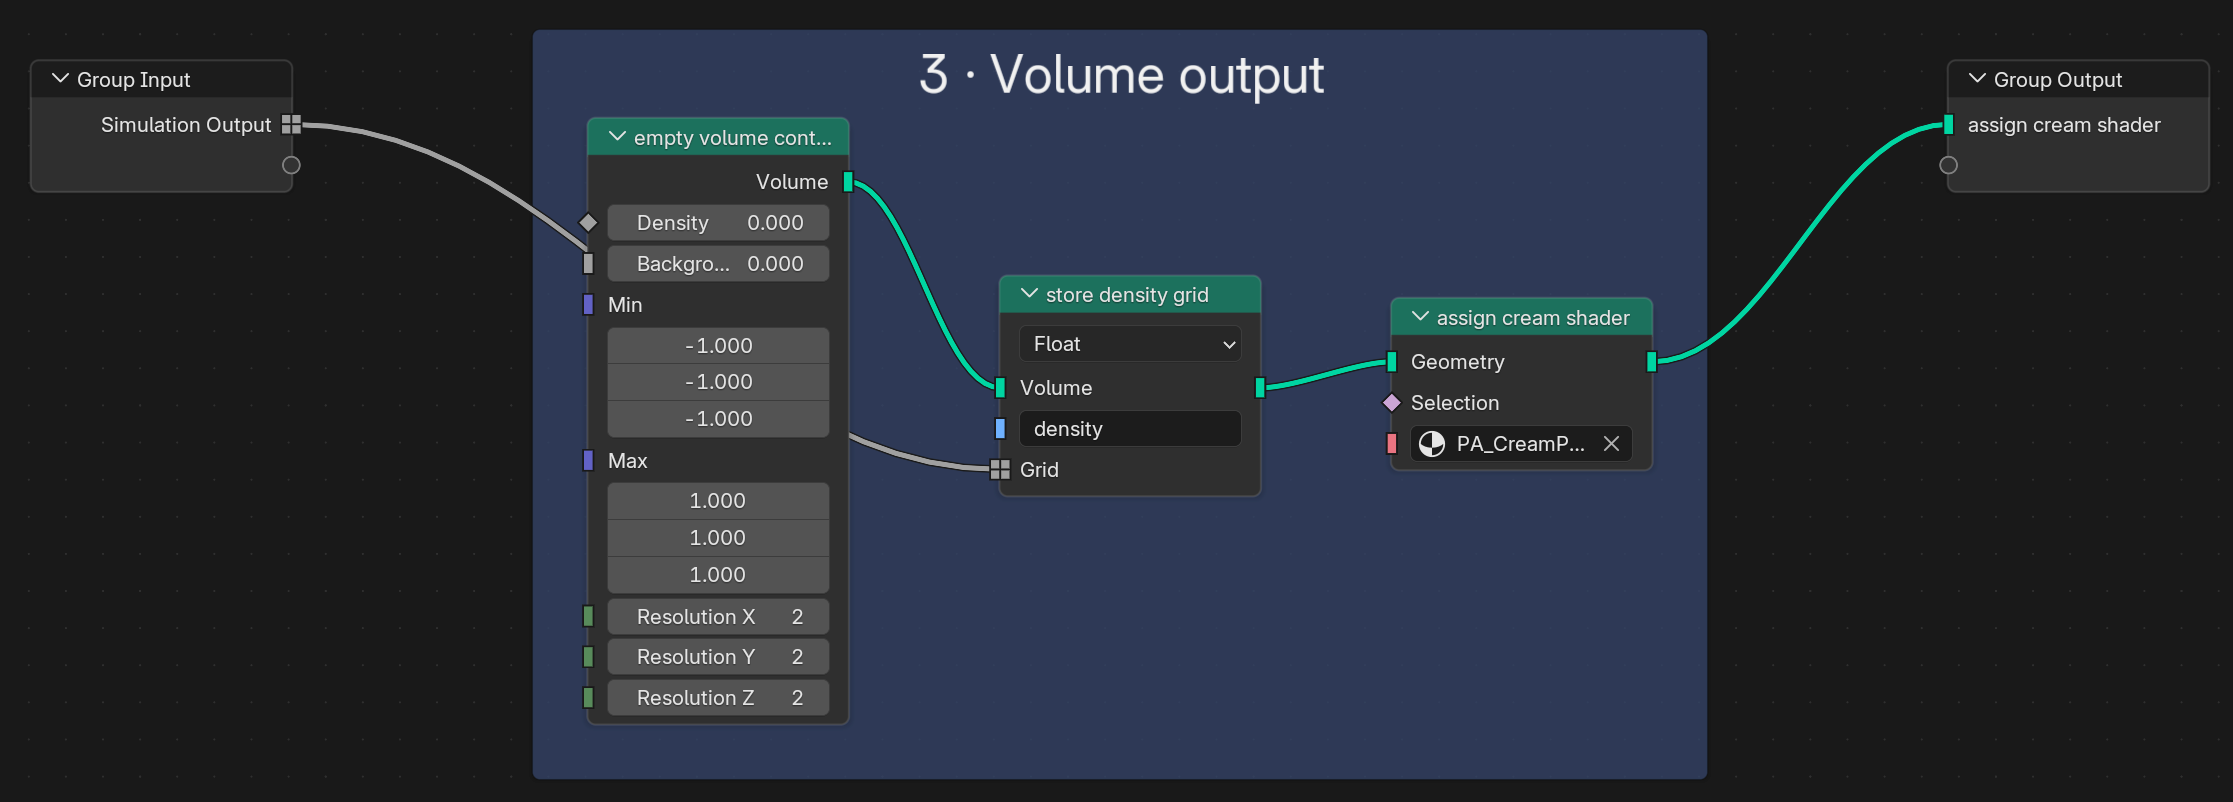 Group Input
Simulation Output
3 · Volume output
empty volume cont...
Volume
Density 0.000
Backgro... 0.000
Min
-1.000
-1.000
-1.000
Max
1.000
1.000
1.000
Resolution X 2
Resolution Y 2
Resolution Z 2
store density grid
Float
Volume
density
Grid
assign cream shader
Geometry
Selection
PA_CreamP...
Group Output
assign cream shader